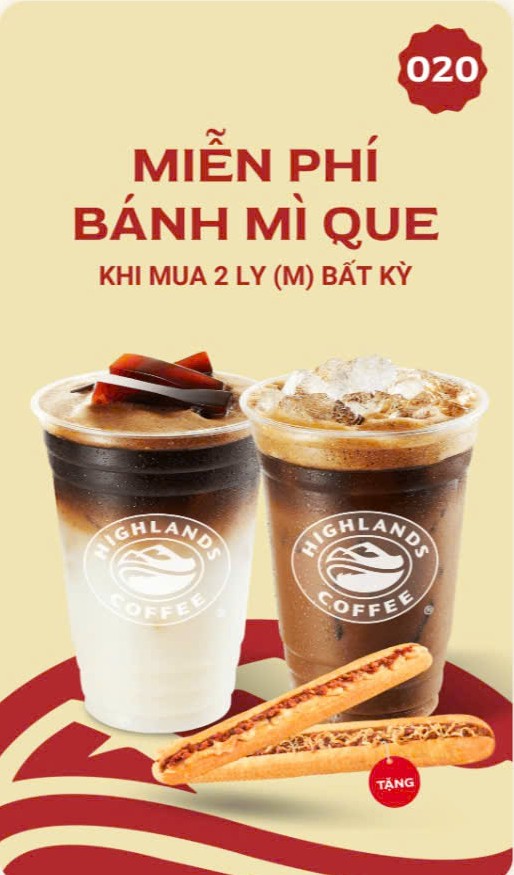 020
MIỄN PHÍ
BÁNH MÌ QUE
KHI MUA 2 LY (M) BẤT KỲ
HIGHLANDS
COFFEE
®
HIGHLANDS
COFFEE
®
TẶNG